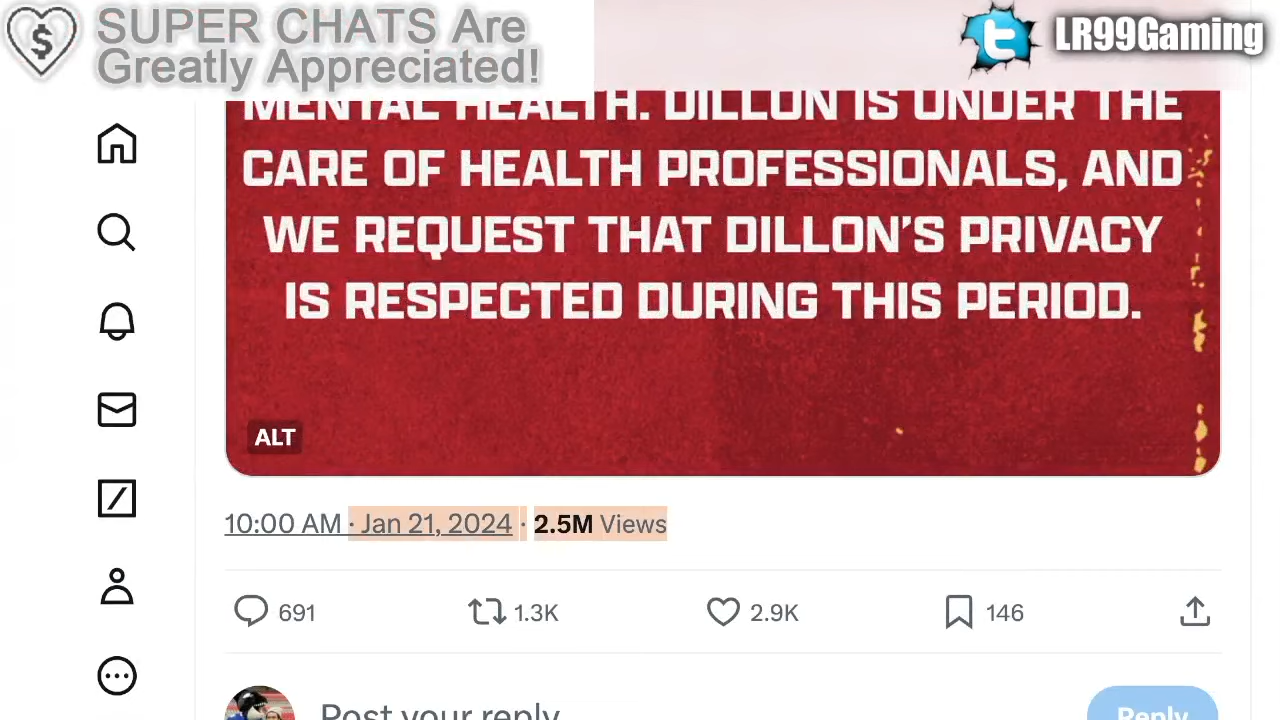 SUPER CHATS Are
Greatly Appreciated!
LR99Gaming
MENTAL HEALTH. DILLON IS UNDER THE
CARE OF HEALTH PROFESSIONALS, AND
WE REQUEST THAT DILLON'S PRIVACY
IS RESPECTED DURING THIS PERIOD.
ALT
10:00 AM · Jan 21, 2024 · 2.5M Views
691 1.3K 2.9K 146
Post your reply
Reply